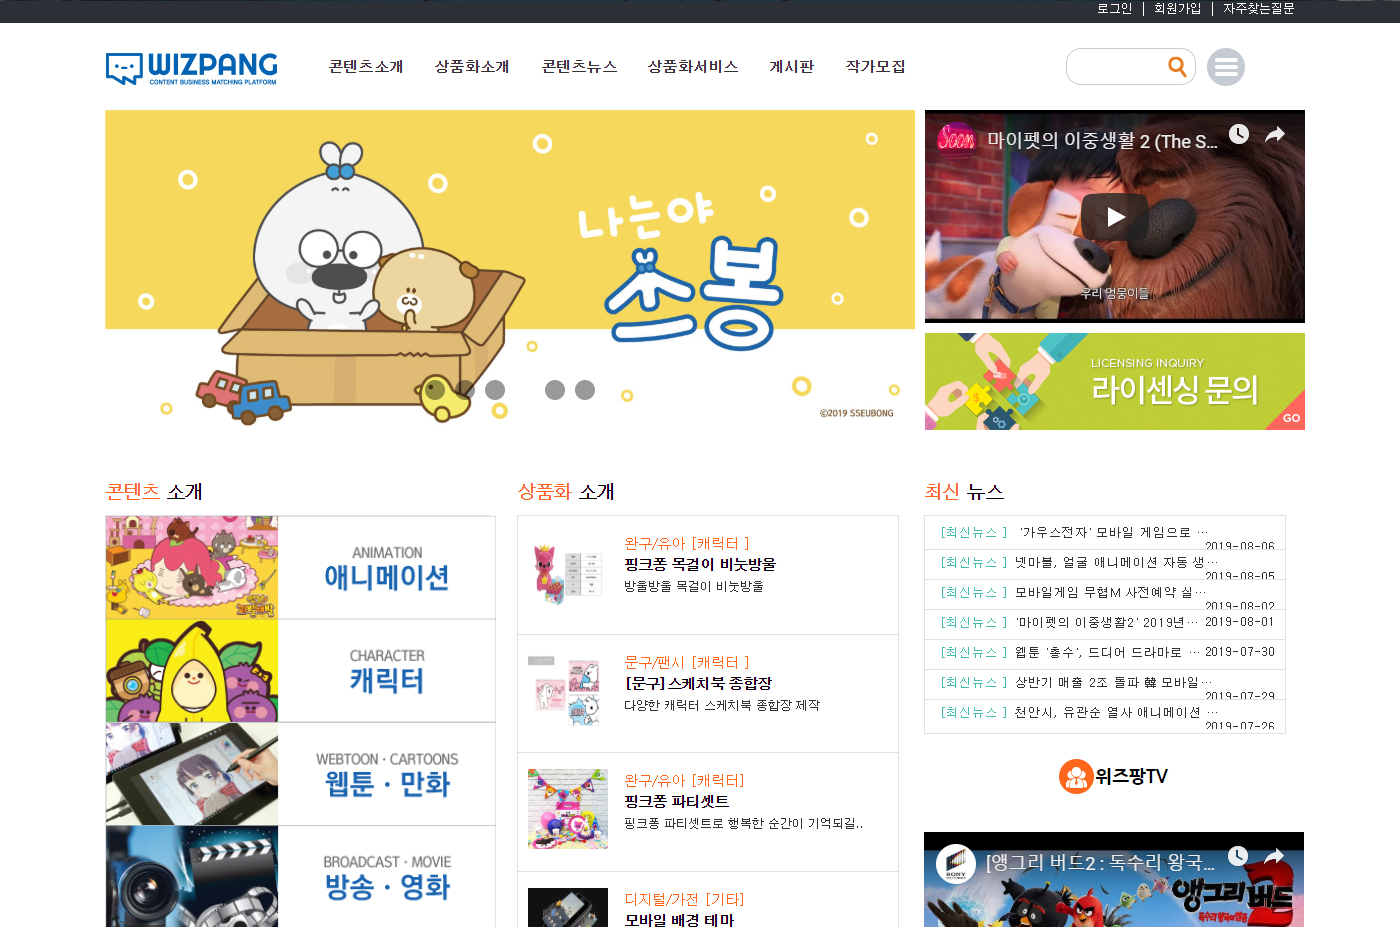 로그인 | 회원가입 | 자주찾는질문
WIZPANG
CONTENT BUSINESS MATCHING PLATFORM
콘텐츠소개 상품화소개 콘텐츠뉴스 상품화서비스 게시판 작가모집
나는야
쓰봉
©2019 SSEUBONG
Soon
마이펫의 이중생활 2 (The S...
우리 멍뭉이들
LICENSING INQUIRY
라이센싱 문의
GO
콘텐츠 소개
ANIMATION
애니메이션
CHARACTER
캐릭터
WEBTOON · CARTOONS
웹툰 · 만화
BROADCAST · MOVIE
방송 · 영화
상품화 소개
완구/유아 [캐릭터 ]
핑크퐁 목걸이 비눗방울
방울방울 목걸이 비눗방울
문구/팬시 [캐릭터 ]
[문구]스케치북 종합장
다양한 캐릭터 스케치북 종합장 제작
완구/유아 [캐릭터]
핑크퐁 파티셋트
핑크퐁 파티셋트로 행복한 순간이 기억되길..
디지털/가전 [기타]
모바일 배경 테마
최신 뉴스
[최신뉴스 ] '가우스전자' 모바일 게임으로 … 2019-08-06
[최신뉴스 ] 넷마블, 얼굴 애니메이션 자동 생… 2019-08-05
[최신뉴스 ] 모바일게임 무협M 사전예약 실… 2019-08-02
[최신뉴스 ] '마이펫의 이중생활2' 2019년… 2019-08-01
[최신뉴스 ] 웹툰 '총수', 드디어 드라마로 … 2019-07-30
[최신뉴스 ] 상반기 매출 2조 돌파 韓 모바일… 2019-07-29
[최신뉴스 ] 천안시, 유관순 열사 애니메이션 … 2019-07-26
위즈팡TV
SONY
[앵그리 버드2 : 독수리 왕국...
앵그리버드 2
독수리 왕국의 침공